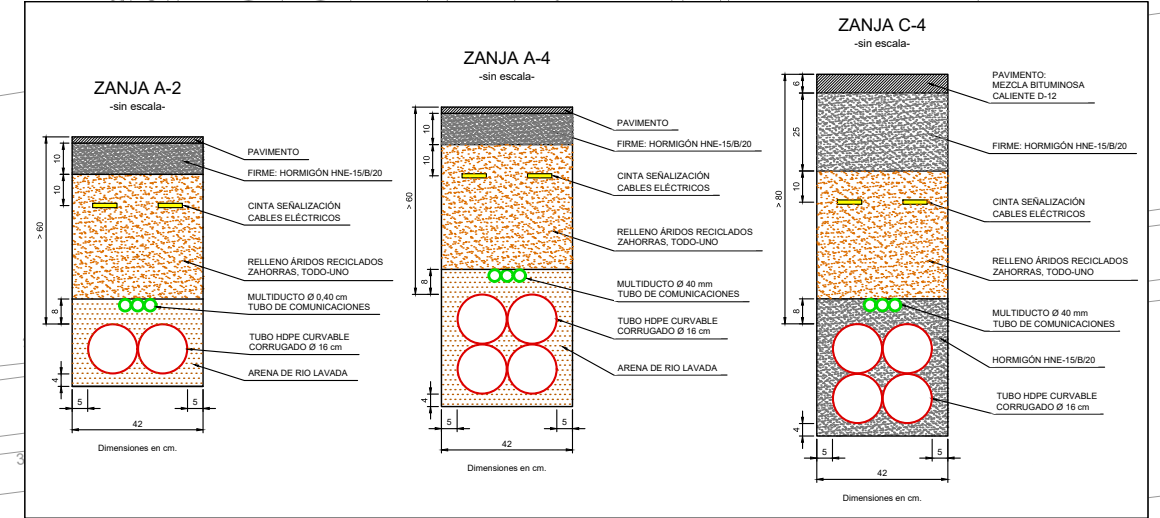 ZANJA A-2
-sin escala-
10
10
> 60
8
4
5
5
42
PAVIMENTO
FIRME: HORMIGÓN HNE-15/B/20
CINTA SEÑALIZACIÓN
CABLES ELÉCTRICOS
RELLENO ÁRIDOS RECICLADOS
ZAHORRAS, TODO-UNO
MULTIDUCTO Ø 0,40 cm
TUBO DE COMUNICACIONES
TUBO HDPE CURVABLE
CORRUGADO Ø 16 cm
ARENA DE RIO LAVADA
Dimensiones en cm.
ZANJA A-4
-sin escala-
10
10
> 60
8
4
5
5
42
PAVIMENTO
FIRME: HORMIGÓN HNE-15/B/20
CINTA SEÑALIZACIÓN
CABLES ELÉCTRICOS
RELLENO ÁRIDOS RECICLADOS
ZAHORRAS, TODO-UNO
MULTIDUCTO Ø 40 mm
TUBO DE COMUNICACIONES
TUBO HDPE CURVABLE
CORRUGADO Ø 16 cm
ARENA DE RIO LAVADA
Dimensiones en cm.
ZANJA C-4
-sin escala-
6
25
10
> 80
8
4
5
5
42
PAVIMENTO:
MEZCLA BITUMINOSA
CALIENTE D-12
FIRME: HORMIGÓN HNE-15/B/20
CINTA SEÑALIZACIÓN
CABLES ELÉCTRICOS
RELLENO ÁRIDOS RECICLADOS
ZAHORRAS, TODO-UNO
MULTIDUCTO Ø 40 mm
TUBO DE COMUNICACIONES
HORMIGÓN HNE-15/B/20
TUBO HDPE CURVABLE
CORRUGADO Ø 16 cm
Dimensiones en cm.
3